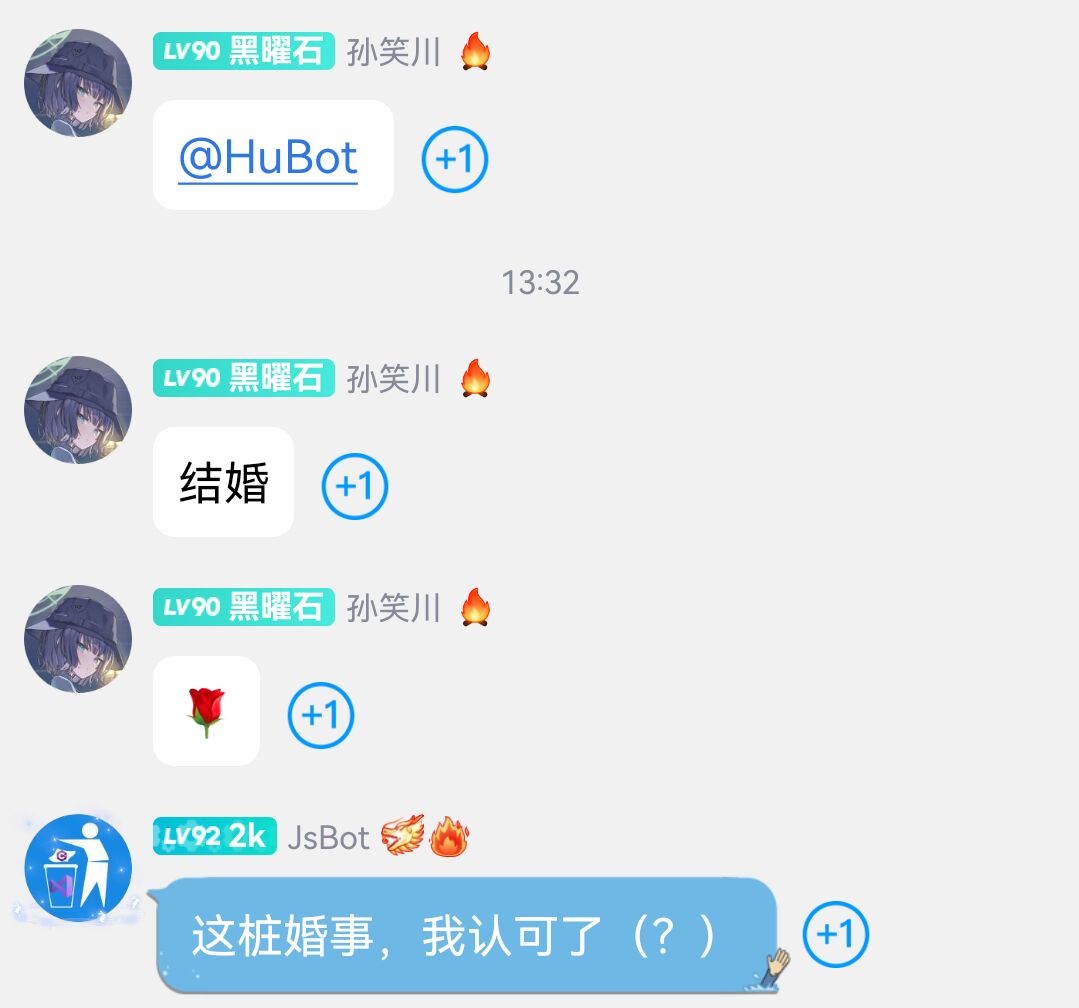 LV90 黑曜石 孙笑川 🔥
@HuBot +1
13:32
LV90 黑曜石 孙笑川 🔥
结婚 +1
LV90 黑曜石 孙笑川 🔥
🌹 +1
LV92 2k JsBot 🐲🔥
这桩婚事，我认可了（？） +1